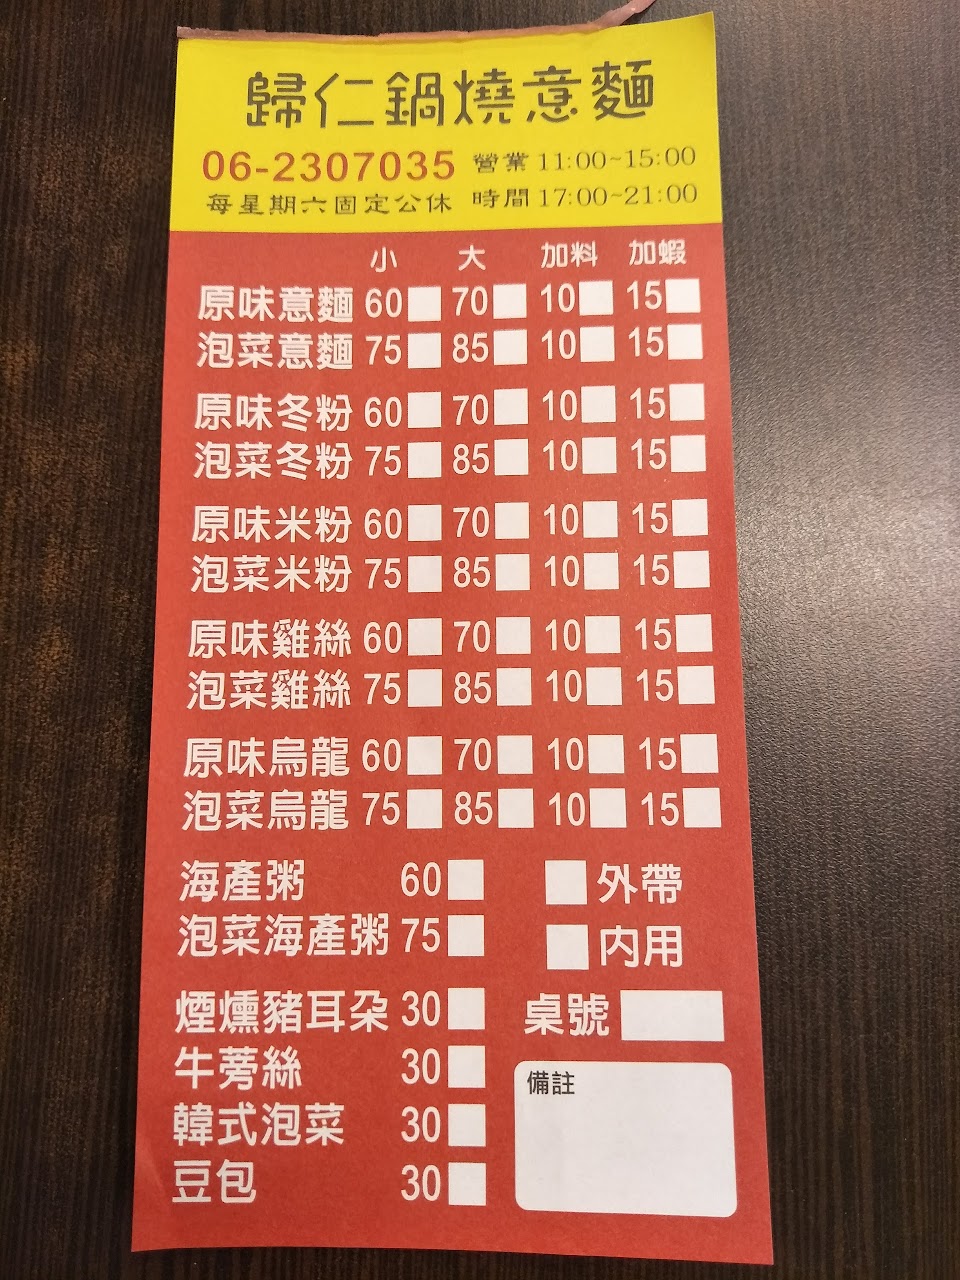 歸仁鍋燒意麵
06-2307035 營業 11:00~15:00
每星期六固定公休 時間 17:00~21:00
小 大 加料 加蝦
原味意麵 60 70 10 15
泡菜意麵 75 85 10 15
原味冬粉 60 70 10 15
泡菜冬粉 75 85 10 15
原味米粉 60 70 10 15
泡菜米粉 75 85 10 15
原味雞絲 60 70 10 15
泡菜雞絲 75 85 10 15
原味烏龍 60 70 10 15
泡菜烏龍 75 85 10 15
海產粥 60 外帶
泡菜海產粥 75 內用
煙燻豬耳朵 30 桌號
牛蒡絲 30 備註
韓式泡菜 30
豆包 30